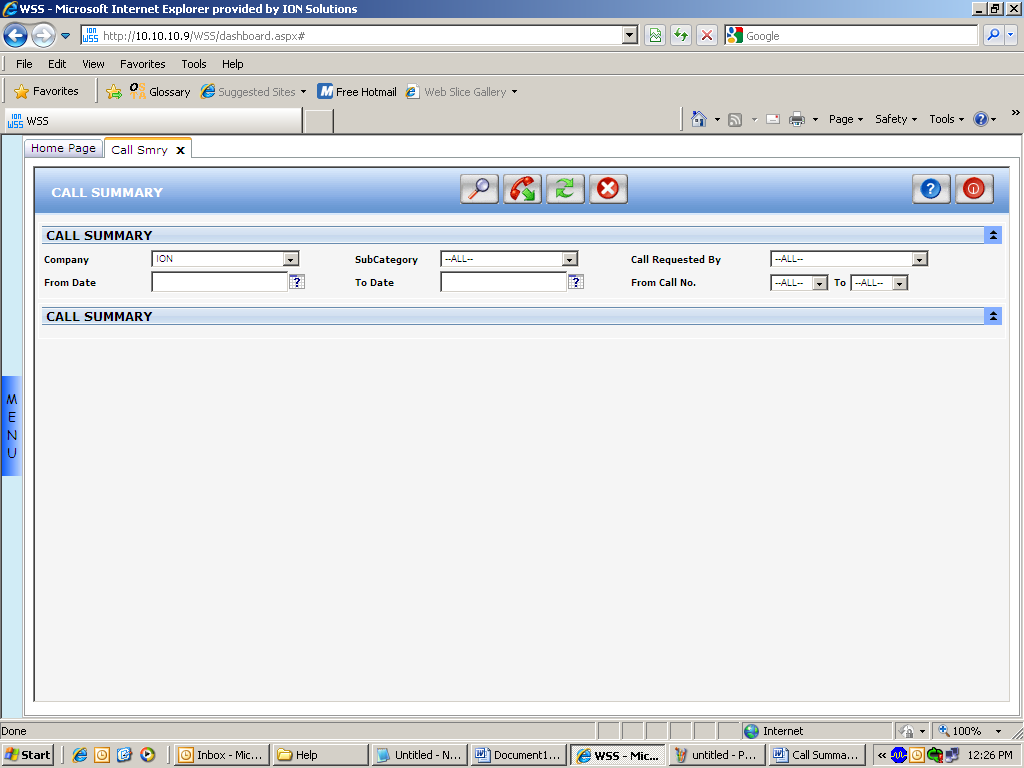 WSS - Microsoft Internet Explorer provided by ION Solutions
ION WSS http://10.10.10.9/WSS/dashboard.aspx# Google
File Edit View Favorites Tools Help
Favorites Glossary Suggested Sites Free Hotmail Web Slice Gallery
ION WSS WSS Page Safety Tools »
Home Page Call Smry x
CALL SUMMARY
CALL SUMMARY
Company ION SubCategory --ALL-- Call Requested By --ALL--
From Date ? To Date ? From Call No. --ALL-- To --ALL--
CALL SUMMARY
MENU
Done Internet 100%
Start Inbox - Mic... Help Untitled - N... Document1... WSS - Mic... untitled - P... Call Summa... « 12:26 PM